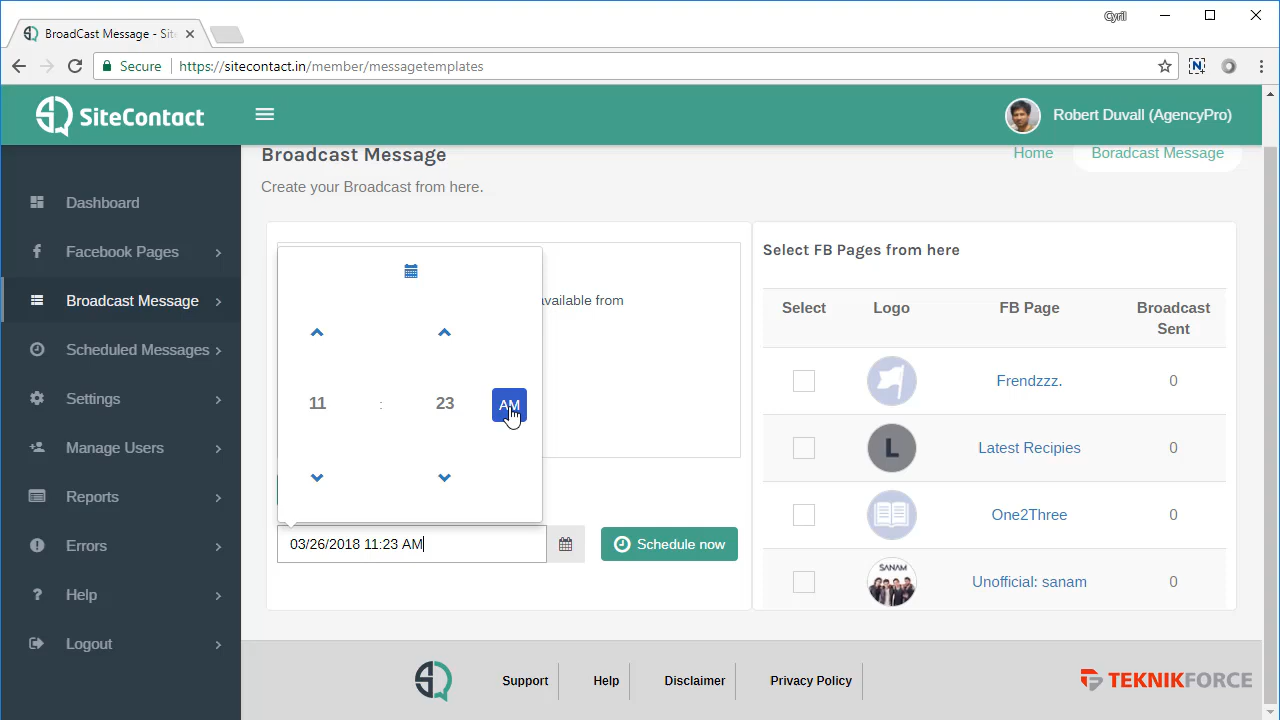 Cyril
BroadCast Message - Site
Secure
https://sitecontact.in/member/messagetemplates
SiteContact
Robert Duvall (AgencyPro)
Broadcast Message
Home
Boradcast Message
Create your Broadcast from here.
Dashboard
Facebook Pages
Broadcast Message
Scheduled Messages
Settings
Manage Users
Reports
Errors
Help
Logout
available from
11 : 23 AM
03/26/2018 11:23 AM
Schedule now
Select FB Pages from here
Select Logo FB Page Broadcast Sent
Frendzzz. 0
L Latest Recipies 0
One2Three 0
SANAM Unofficial: sanam 0
Support Help Disclaimer Privacy Policy
TEKNIKFORCE